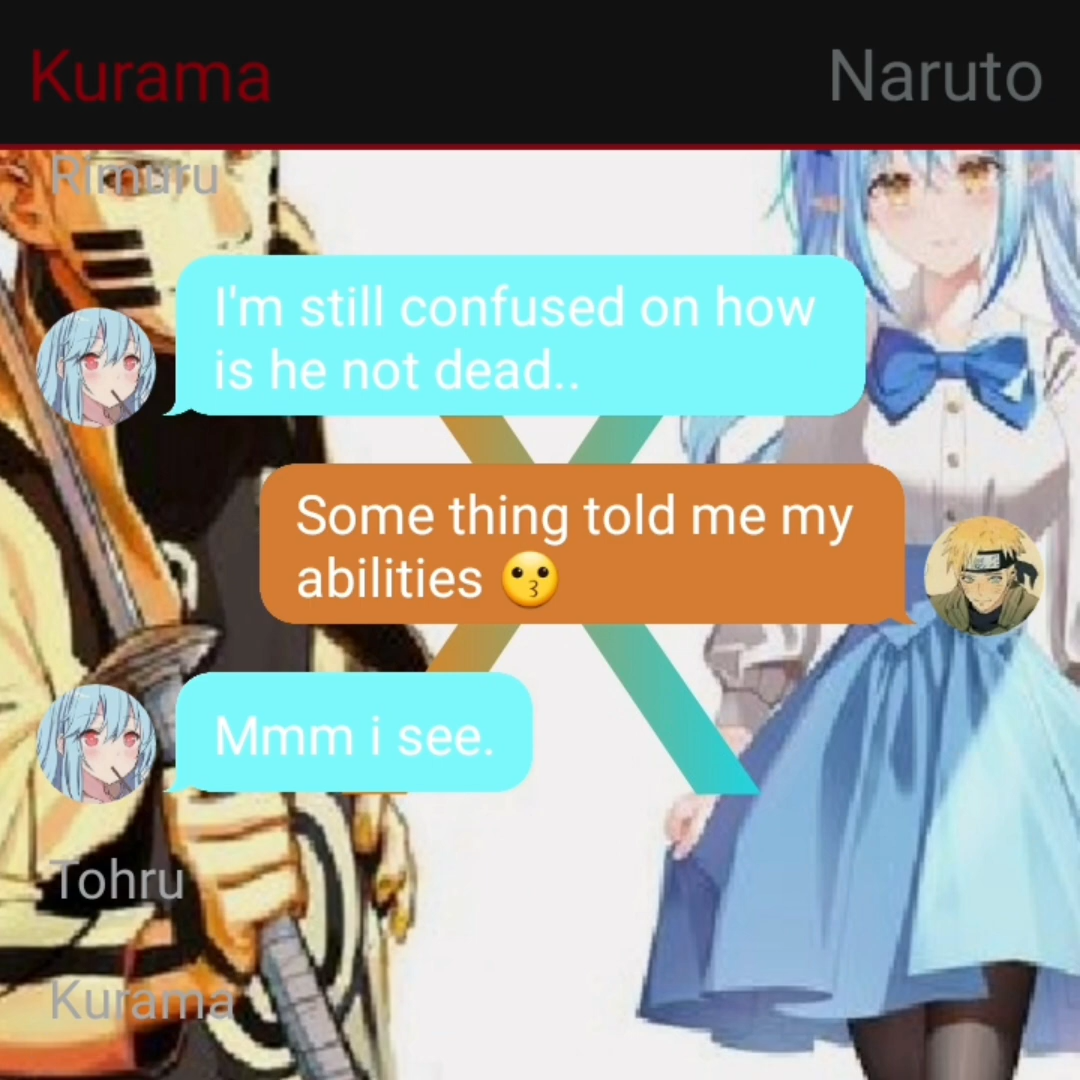 Kurama
Naruto
Rimuru
I'm still confused on how
is he not dead..
Some thing told me my
abilities 😗
Mmm i see.
Tohru
Kurama